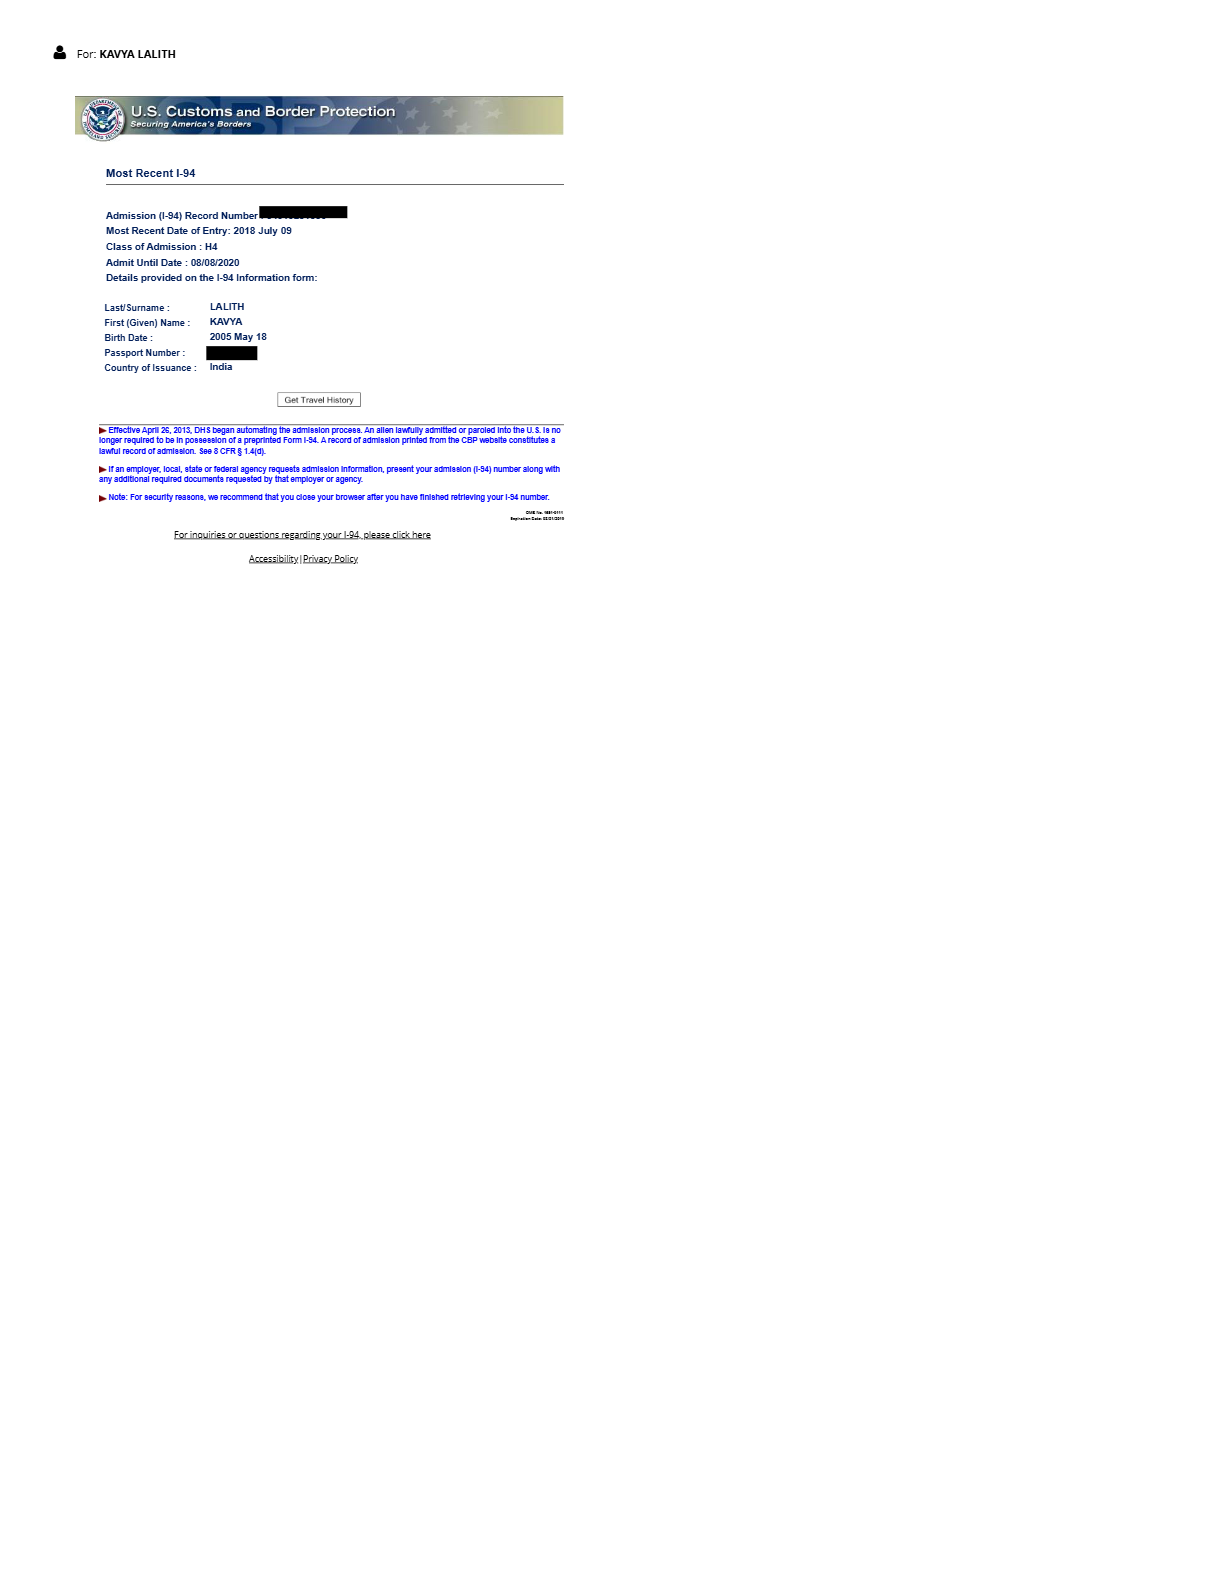 For: KAVYA LALITH
U.S. Customs and Border Protection
Securing America's Borders
Most Recent I-94
Admission (I-94) Record Number
Most Recent Date of Entry: 2018 July 09
Class of Admission : H4
Admit Until Date : 08/08/2020
Details provided on the I-94 Information form:
Last/Surname : LALITH
First (Given) Name : KAVYA
Birth Date : 2005 May 18
Passport Number :
Country of Issuance : India
Get Travel History
Effective April 26, 2013, DHS began automating the admission process. An alien lawfully admitted or paroled into the U.S. is no
longer required to be in possession of a preprinted Form I-94. A record of admission printed from the CBP website constitutes a
lawful record of admission. See 8 CFR § 1.4(d).
If an employer, local, state or federal agency requests admission information, present your admission (I-94) number along with
any additional required documents requested by that employer or agency.
Note: For security reasons, we recommend that you close your browser after you have finished retrieving your I-94 number.
OMB No. 1651-0111
Expiration Date:
For inquiries or questions regarding your I-94, please click here
Accessibility | Privacy Policy